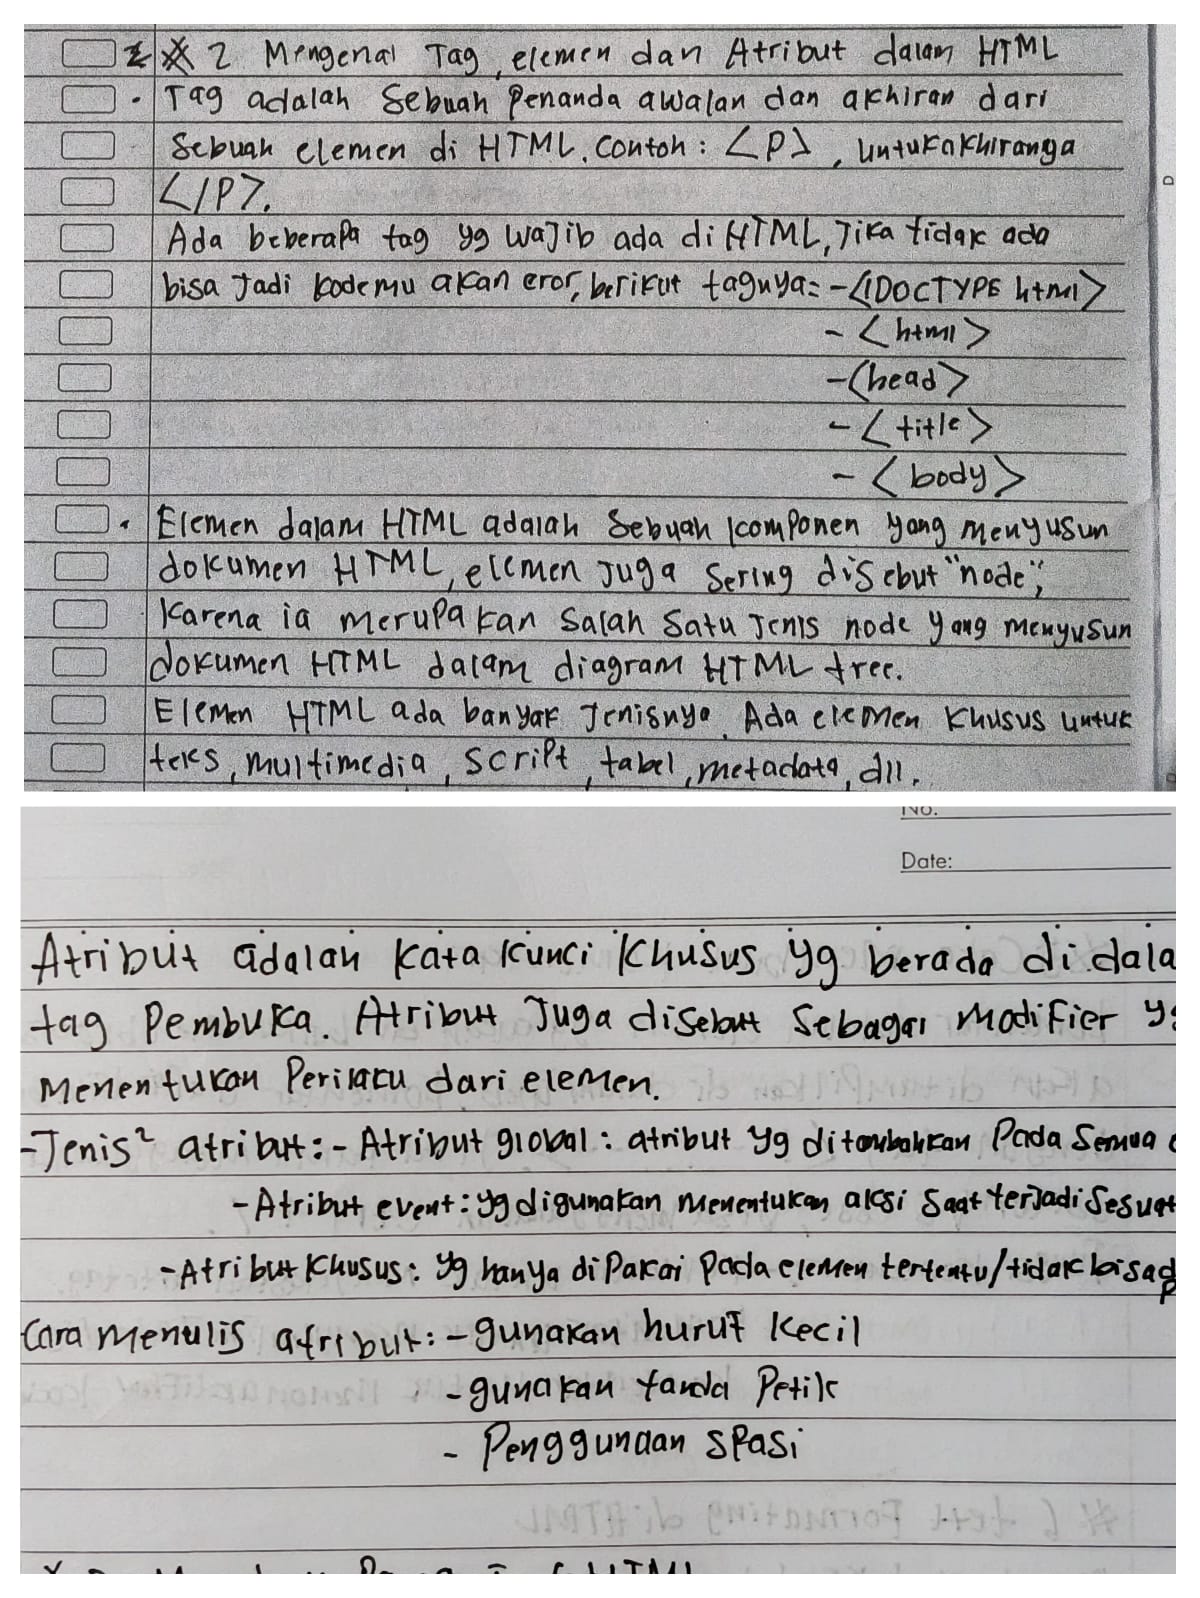 # 2 Mengenal Tag, elemen dan Atribut dalam HTML
• Tag adalah Sebuah Penanda awalan dan akhiran dari
Sebuah elemen di HTML. Contoh: <P>, untuk akhiranga
</P>.
Ada beberapa tag yg wajib ada di HTML, Jika tidak ada
bisa Jadi kodemu akan eror, berikut tagnya: - <!DOCTYPE html>
- <html>
- <head>
- <title>
- <body>
• Elemen dalam HTML adalah Sebuah komponen yang menyusun
dokumen HTML, elemen Juga Sering disebut "node",
Karena ia merupakan Salah Satu Jenis node yang menyusun
dokumen HTML dalam diagram HTML tree.
Elemen HTML ada banyak Jenisnya. Ada elemen Khusus untuk
teks, multimedia, script, tabel, metadata, dll.
No.
Date:
Atribut adalah Kata Kunci Khusus yg berada di dala
tag Pembuka. Atribut Juga disebut Sebagai Modifier y
Menentukan Perilaku dari elemen.
- Jenis² atribut: - Atribut global: atribut yg ditambahkan Pada Semua
- Atribut event: yg digunakan menentukan aksi Saat terjadi Sesuat
- Atribut Khusus: yg hanya di Pakai Pada elemen tertentu/tidak bisa
Cara menulis atribut: - gunakan huruf Kecil
- gunakan tanda Petik
- Penggunaan SPasi
HTML